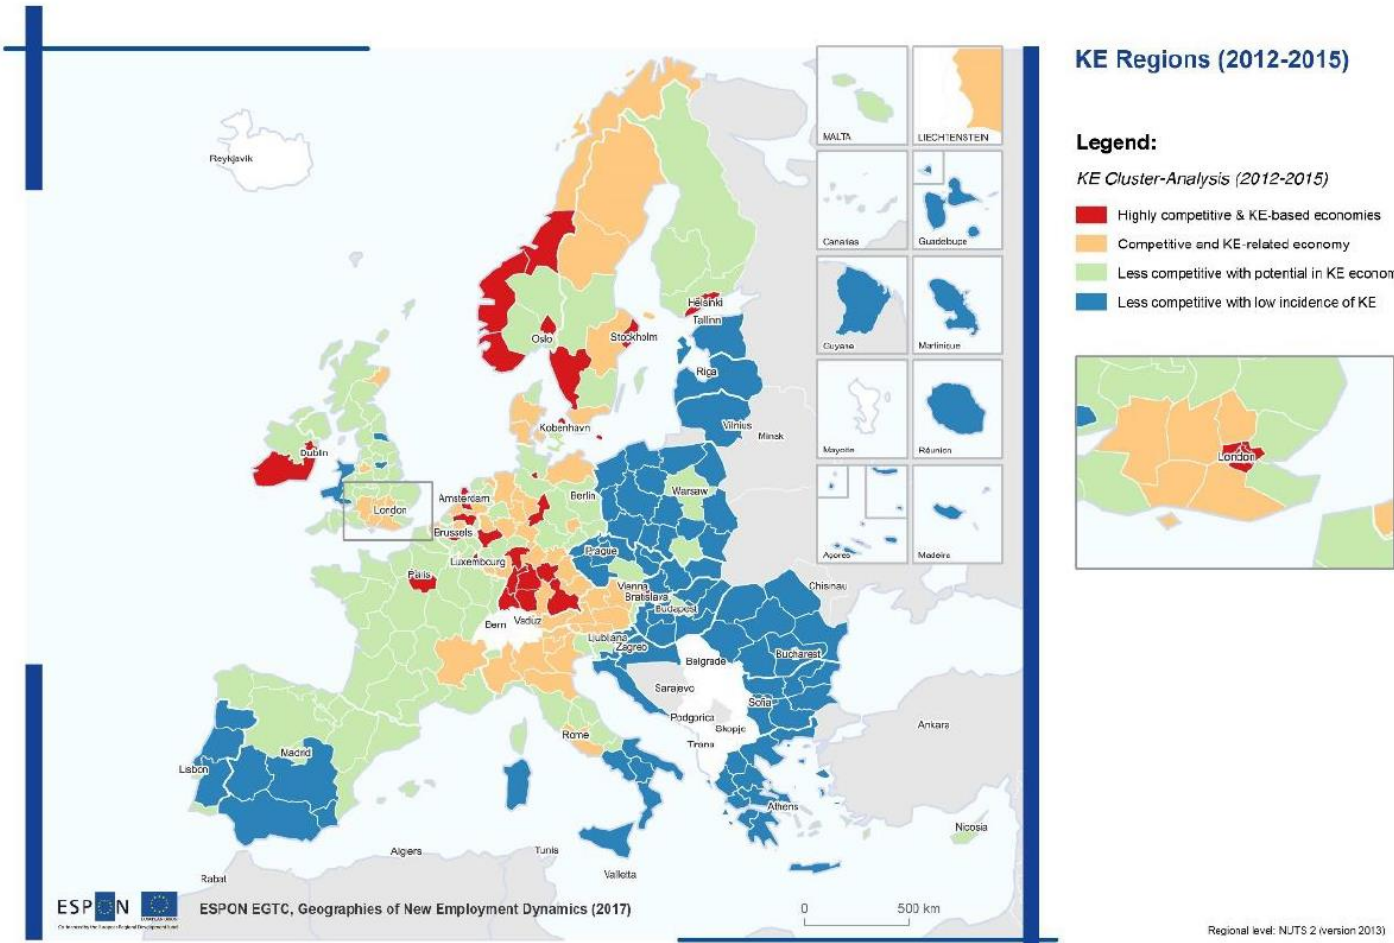 KE Regions (2012-2015)
Legend:
KE Cluster-Analysis (2012-2015)
Highly competitive & KE-based economies
Competitive and KE-related economy
Less competitive with potential in KE econom
Less competitive with low incidence of KE
London
Reykjavik
MALTA
LIECHTENSTEIN
Canarias
Guadeloupe
Guyane
Martinique
Mayotte
Réunion
Açores
Madeira
Helsinki
Tallinn
Oslo
Stockholm
Riga
Kobenhavn
Vilnius
Minsk
Dublin
Amsterdam
Berlin
Warsaw
London
Brussels
Prague
Luxembourg
Paris
Vienna
Bratislava
Chisinau
Budapest
Bern
Vaduz
Ljubljana
Zagreb
Belgrade
Bucharest
Sarajevo
Sofia
Podgorica
Skopje
Ankara
Rome
Tirana
Madrid
Lisbon
Athens
Nicosia
Algiers
Tunis
Valletta
Rabat
ESPON
ESPON EGTC, Geographies of New Employment Dynamics (2017)
0 500 km
Regional level: NUTS 2 (version 2013)